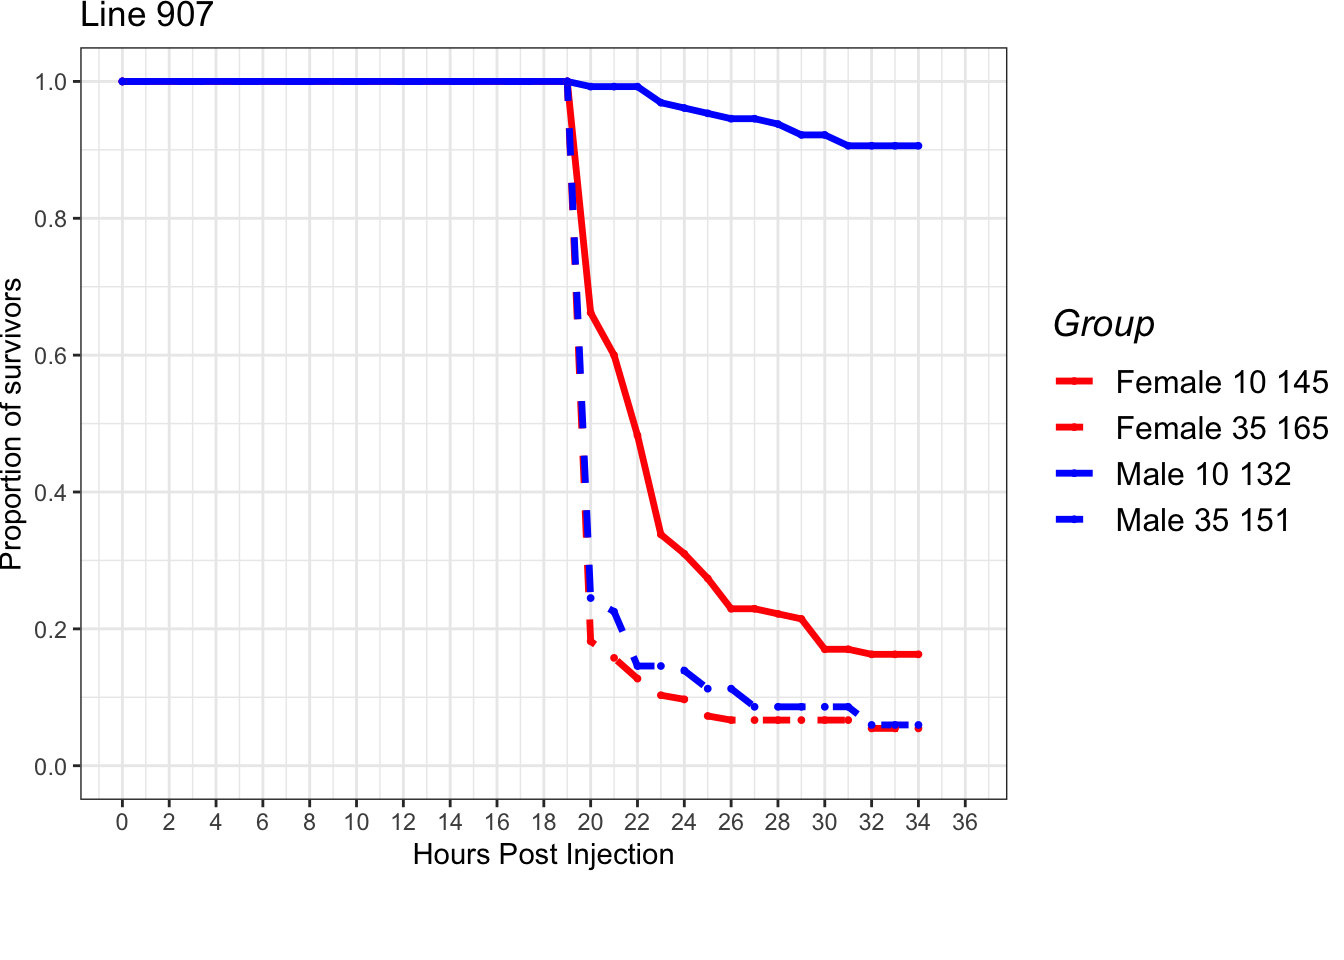 Line 907
Proportion of survivors
1.0
0.8
0.6
0.4
0.2
0.0
0 2 4 6 8 10 12 14 16 18 20 22 24 26 28 30 32 34 36
Hours Post Injection
Group
Female 10 145
Female 35 165
Male 10 132
Male 35 151